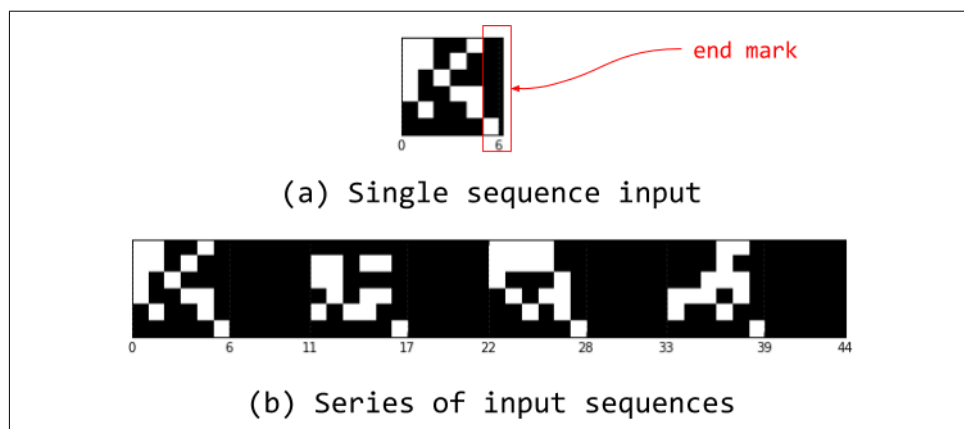 end mark
0 6
(a) Single sequence input
0 6 11 17 22 28 33 39 44
(b) Series of input sequences